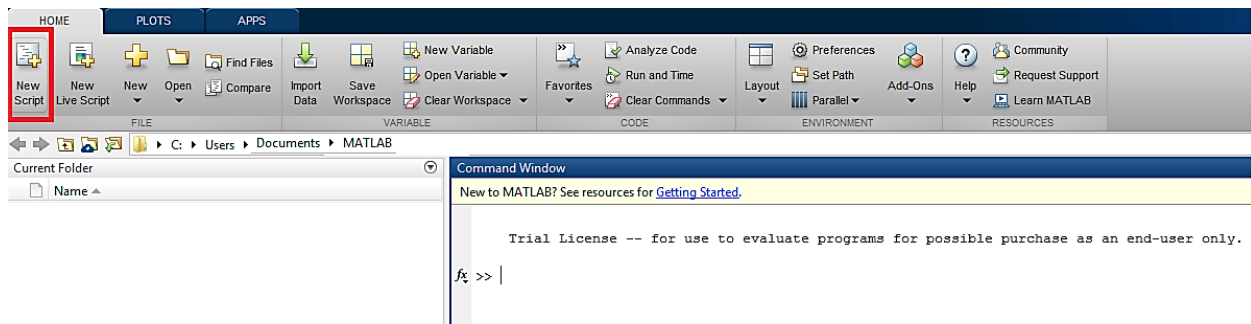 HOME PLOTS APPS
New Script
New Live Script
New
Open
Find Files
Compare
FILE
Import Data
Save Workspace
New Variable
Open Variable
Clear Workspace
VARIABLE
Favorites
Analyze Code
Run and Time
Clear Commands
CODE
Layout
Preferences
Set Path
Parallel
Add-Ons
ENVIRONMENT
? Help
Community
Request Support
Learn MATLAB
RESOURCES
C: Users Documents MATLAB
Current Folder
Name
Command Window
New to MATLAB? See resources for Getting Started.
Trial License -- for use to evaluate programs for possible purchase as an end-user only.
fx >>